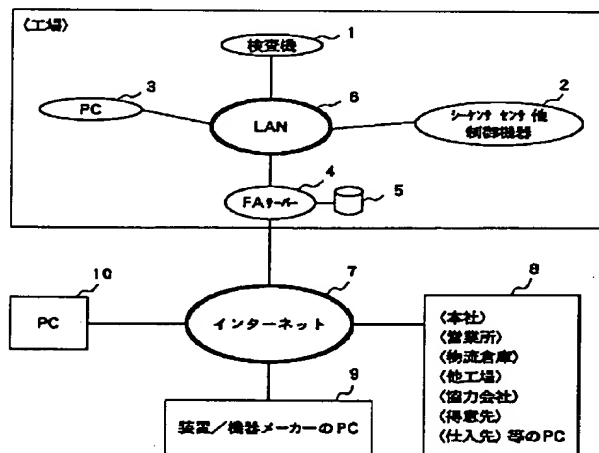 〈工場〉
1
検査機
3
PC
6
LAN
2
シーケンサ センサ 他
制御機器
4
FAサーバー
5
10
PC
7
インターネット
8
〈本社〉
〈営業所〉
〈物流倉庫〉
〈他工場〉
〈協力会社〉
〈得意先〉
〈仕入先〉等のPC
9
装置/機器メーカーのPC